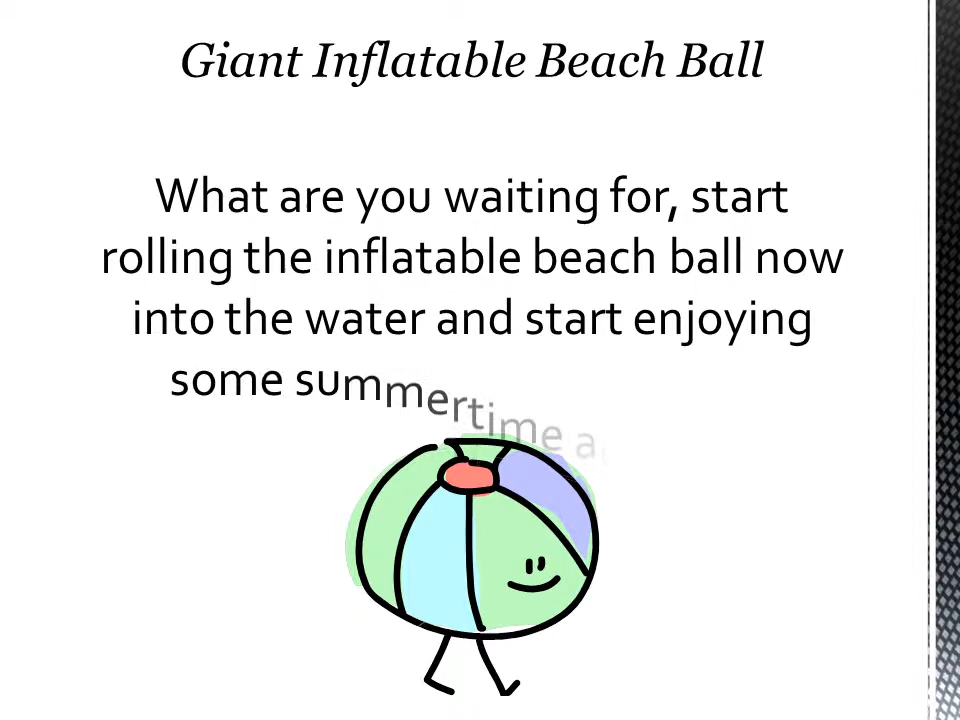 Giant Inflatable Beach Ball
What are you waiting for, start
rolling the inflatable beach ball now
into the water and start enjoying
some summertime